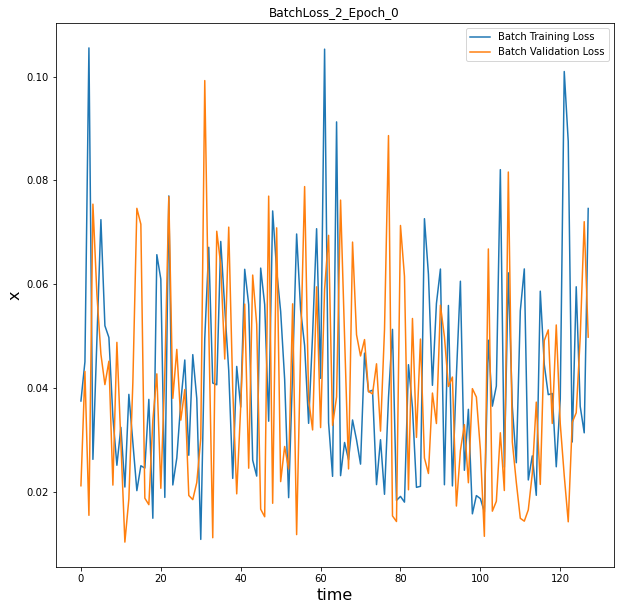 BatchLoss_2_Epoch_0
Batch Training Loss
Batch Validation Loss
0.10
0.08
0.06
0.04
0.02
x
0 20 40 60 80 100 120
time